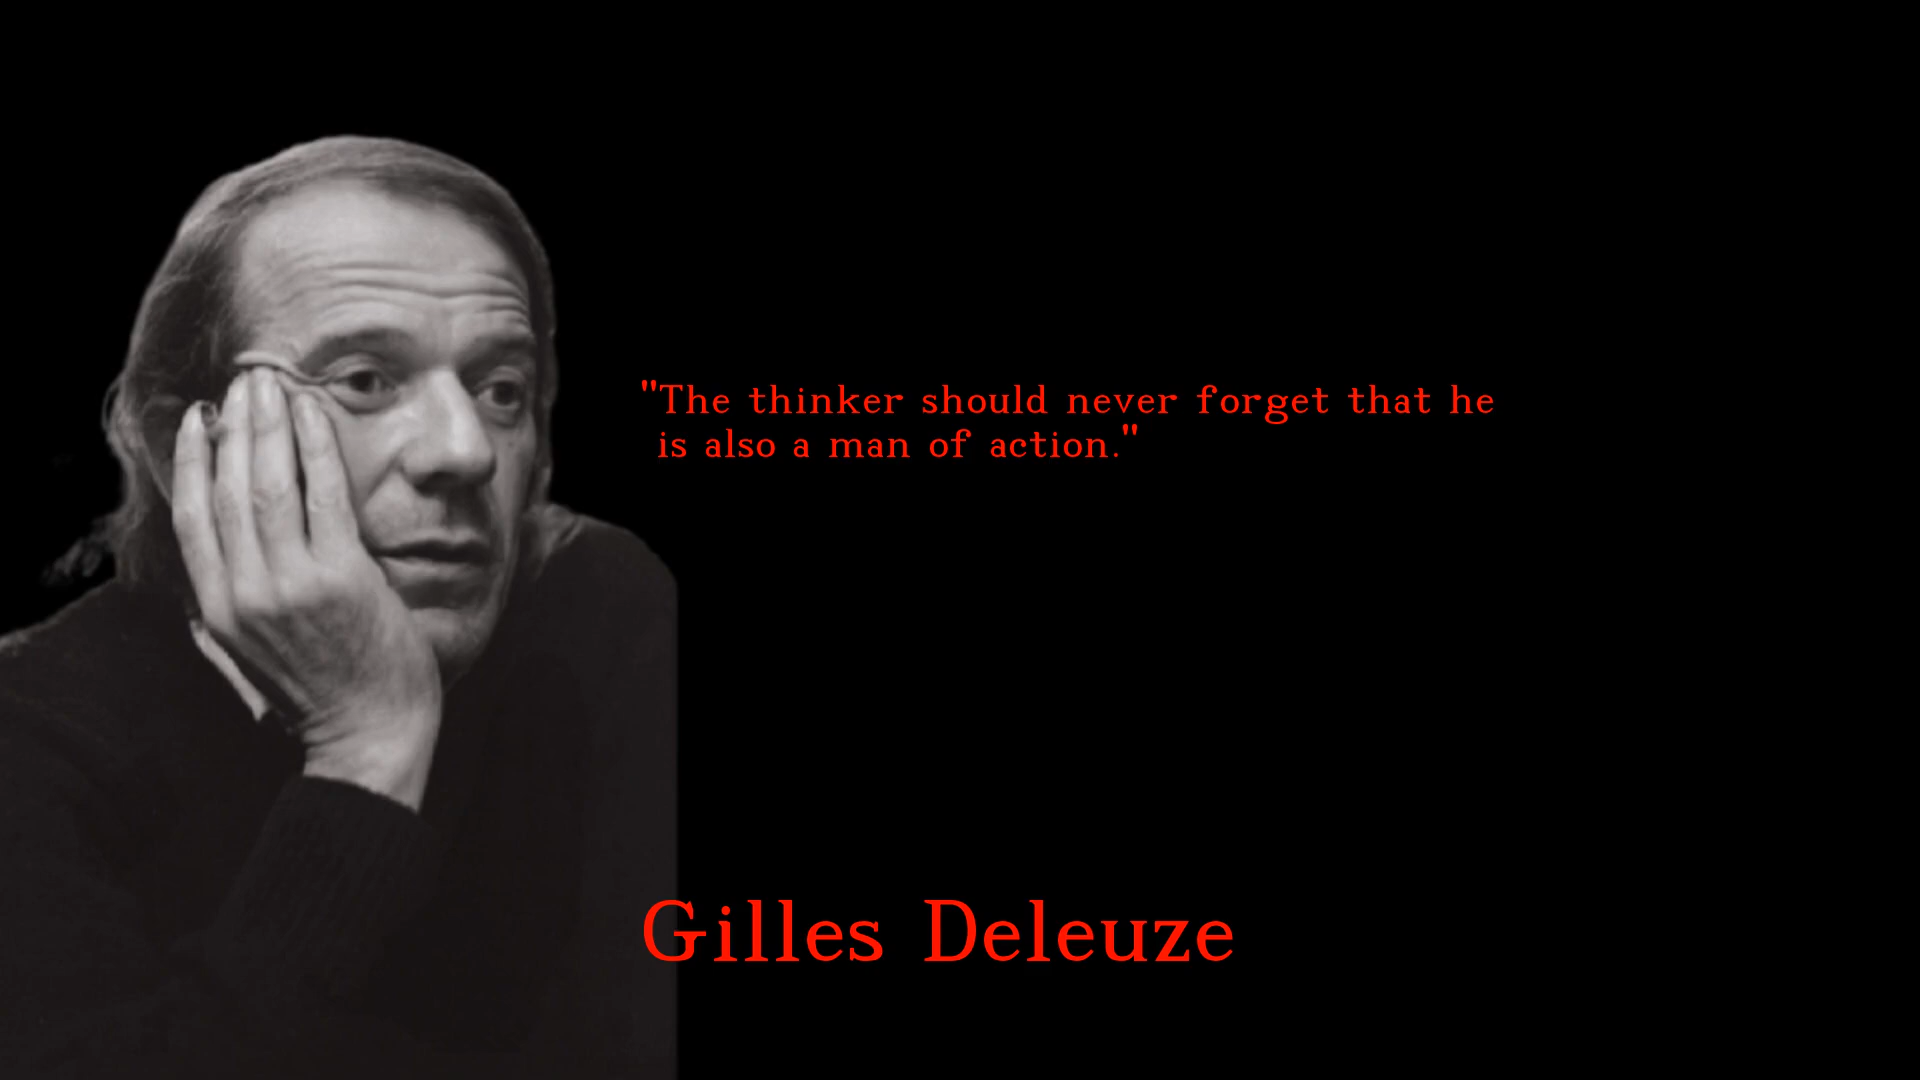 "The thinker should never forget that he
is also a man of action."
Gilles Deleuze